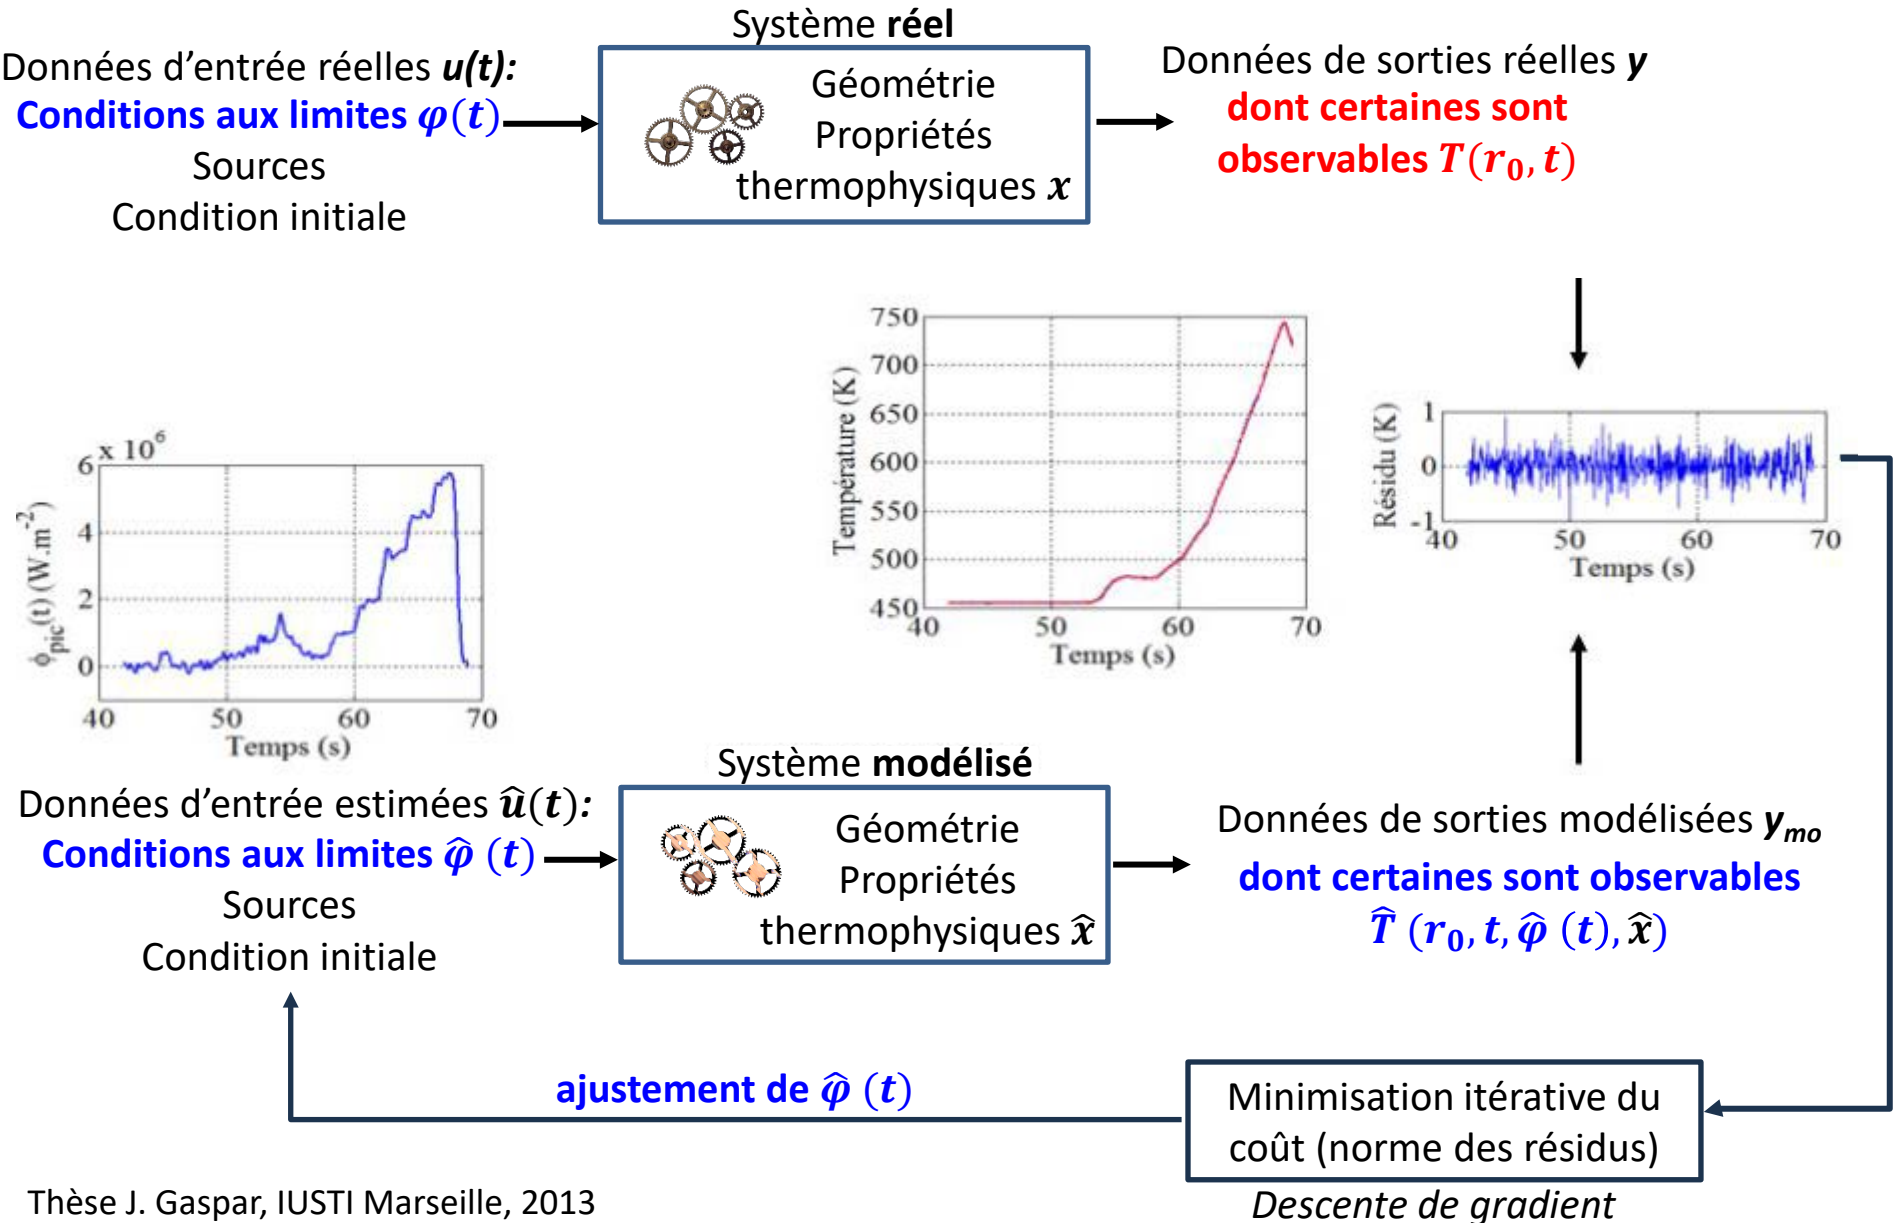 Système réel
Données d'entrée réelles u(t):
Conditions aux limites φ(t)
Sources
Condition initiale
Géométrie
Propriétés
thermophysiques x
Données de sorties réelles y
dont certaines sont
observables T(r₀, t)
x 10⁶
6
4
2
0
ϕpic(t) (W.m⁻²)
40 50 60 70
Temps (s)
750
700
650
600
550
500
450
Température (K)
40 50 60 70
Temps (s)
1
0
-1
Résidu (K)
40 50 60 70
Temps (s)
Système modélisé
Données d'entrée estimées û(t):
Conditions aux limites φ̂ (t)
Sources
Condition initiale
Géométrie
Propriétés
thermophysiques x̂
Données de sorties modélisées yₘₒ
dont certaines sont observables
T̂ (r₀, t, φ̂ (t), x̂)
ajustement de φ̂ (t)
Minimisation itérative du
coût (norme des résidus)
Descente de gradient
Thèse J. Gaspar, IUSTI Marseille, 2013